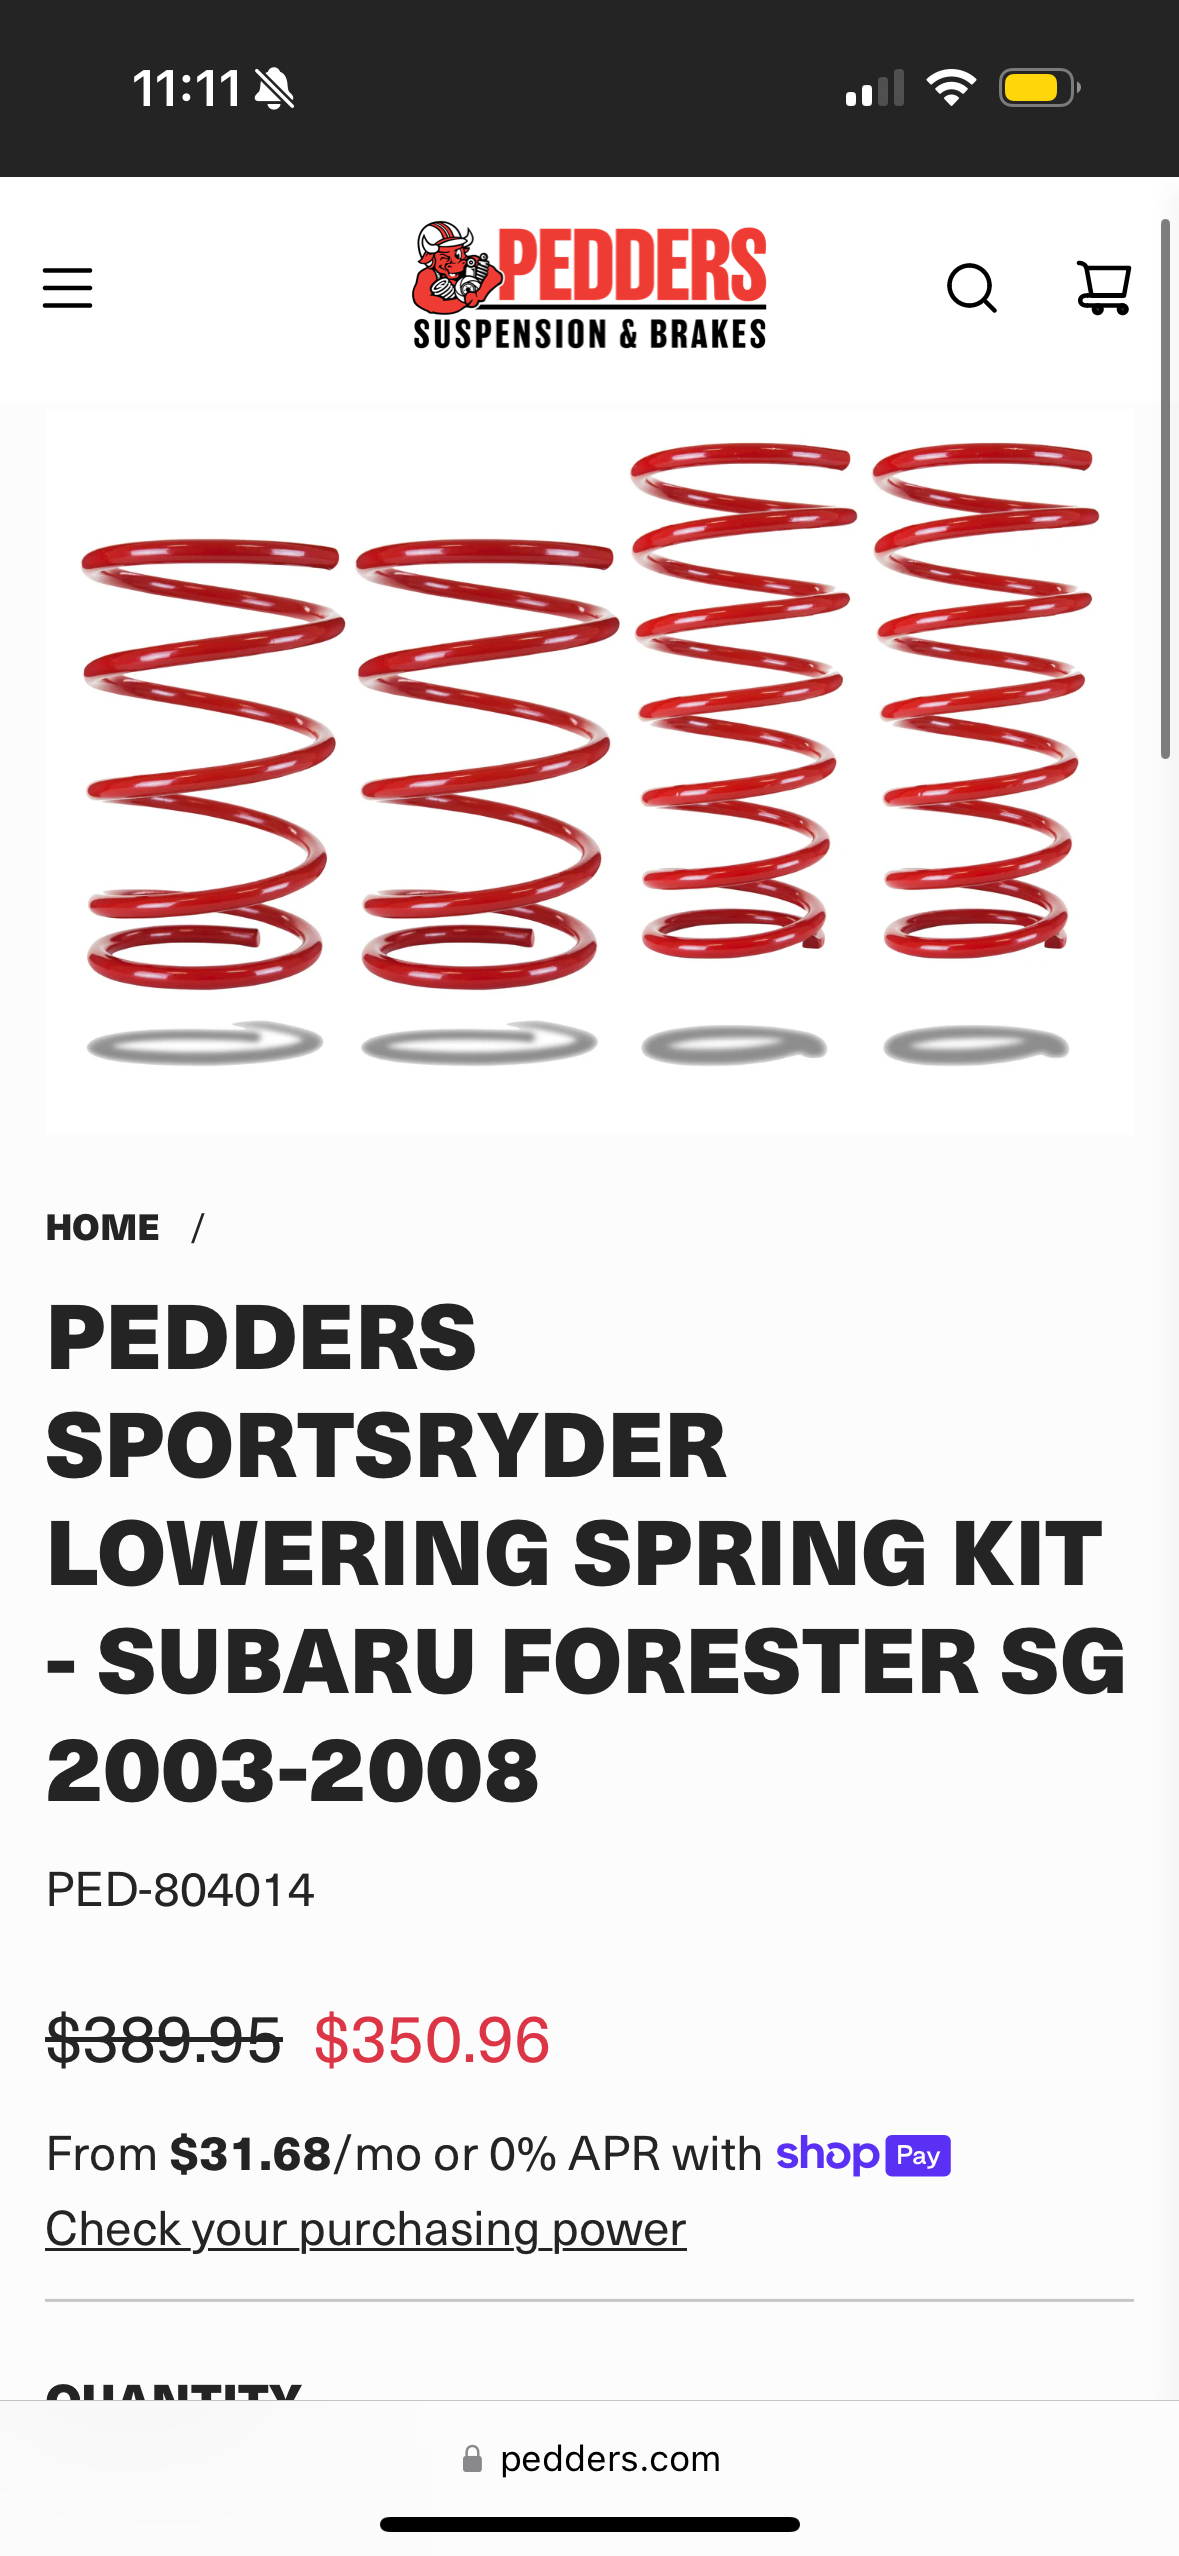 11:11
PEDDERS
SUSPENSION & BRAKES
HOME /
PEDDERS
SPORTSRYDER
LOWERING SPRING KIT
- SUBARU FORESTER SG
2003-2008
PED-804014
$389.95 $350.96
From $31.68/mo or 0% APR with shop Pay
Check your purchasing power
QUANTITY
pedders.com